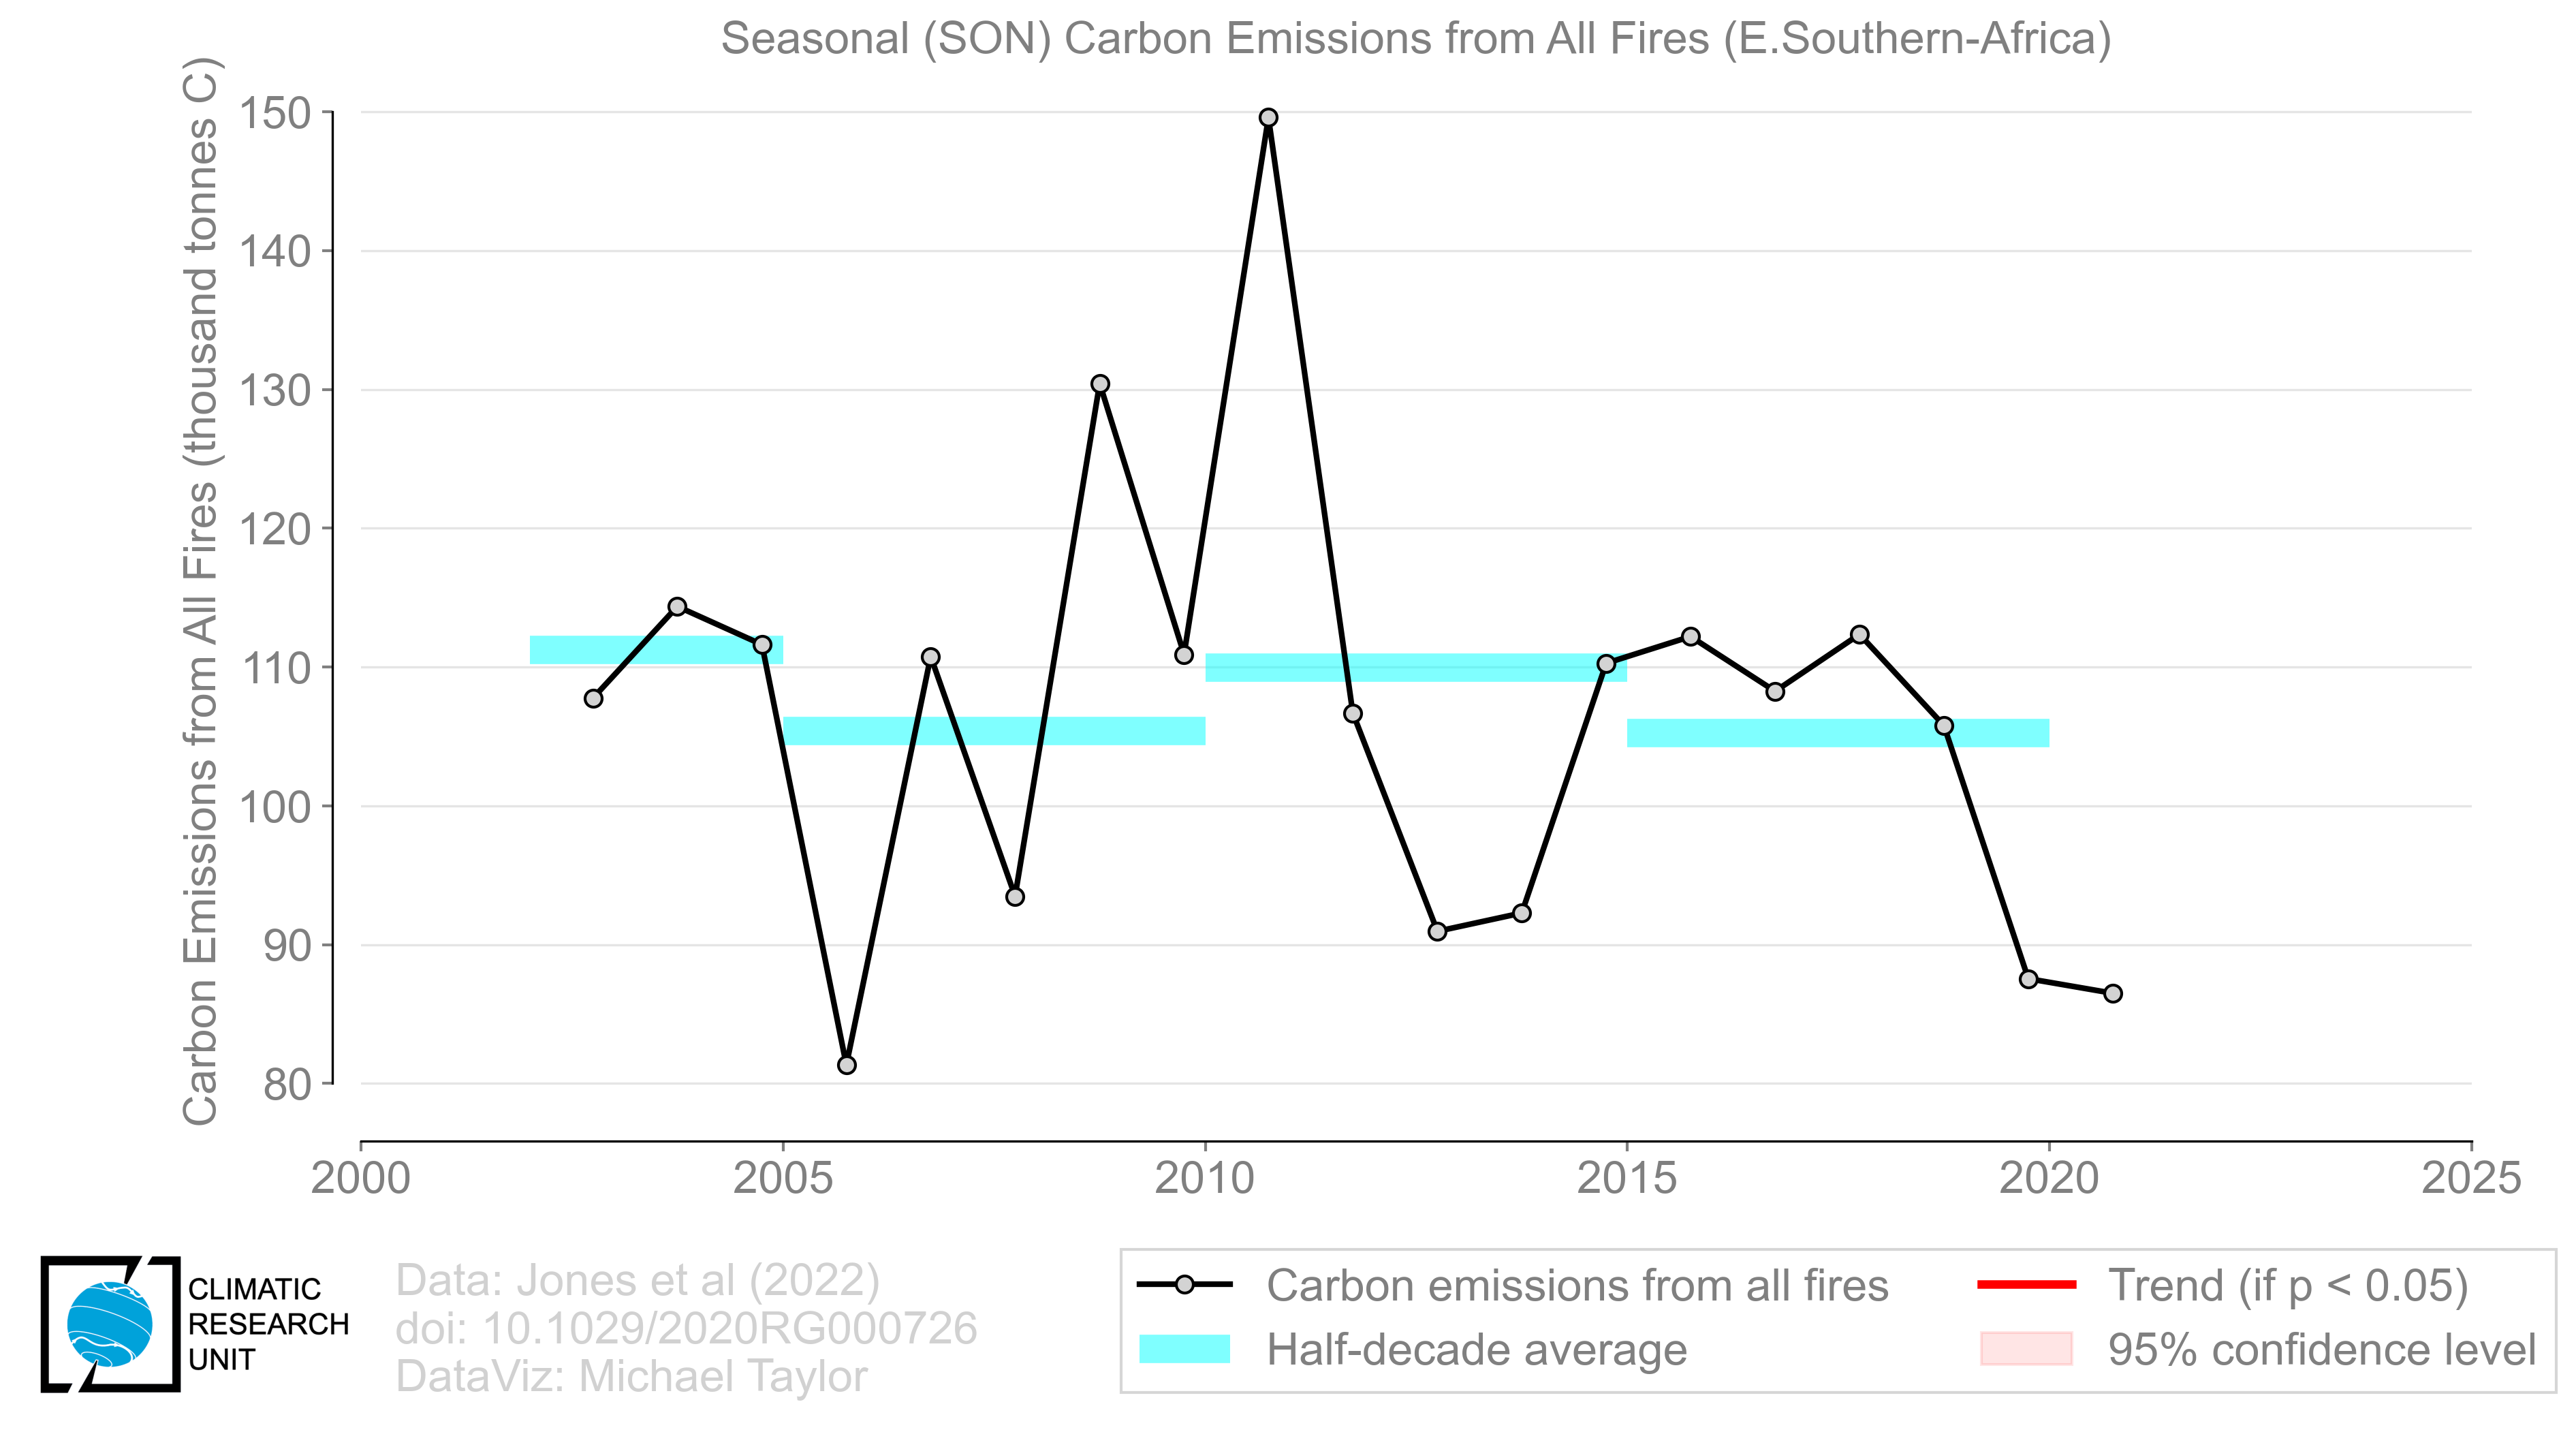 Seasonal (SON) Carbon Emissions from All Fires (E.Southern-Africa)
Carbon Emissions from All Fires (thousand tonnes C)
150
140
130
120
110
100
90
80
2000 2005 2010 2015 2020 2025
CLIMATIC
RESEARCH
UNIT
Data: Jones et al (2022)
doi: 10.1029/2020RG000726
DataViz: Michael Taylor
Carbon emissions from all fires
Half-decade average
Trend (if p < 0.05)
95% confidence level